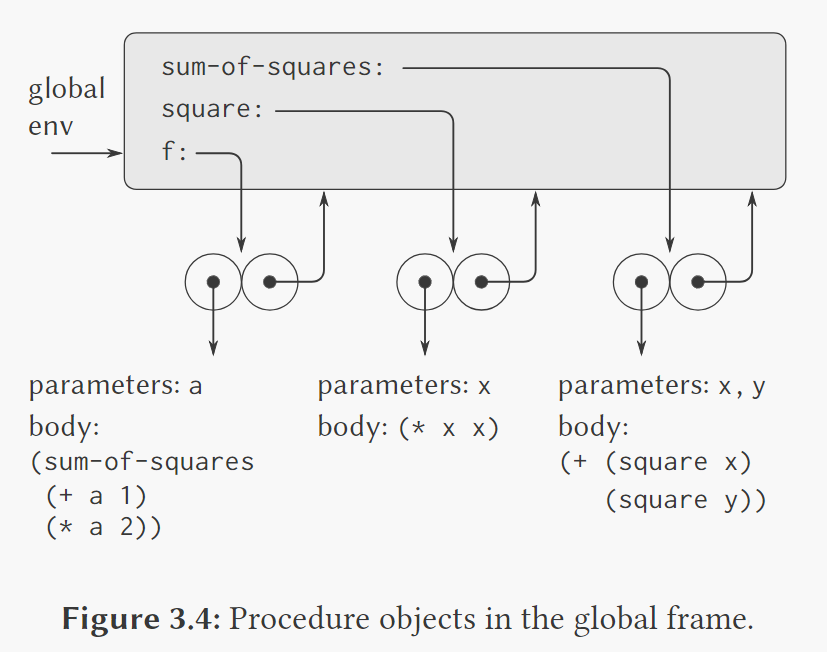 sum-of-squares:
global
env
square:
f:
parameters: a
body:
(sum-of-squares
(+ a 1)
(* a 2))
parameters: x
body: (* x x)
parameters: x, y
body:
(+ (square x)
(square y))
Figure 3.4: Procedure objects in the global frame.